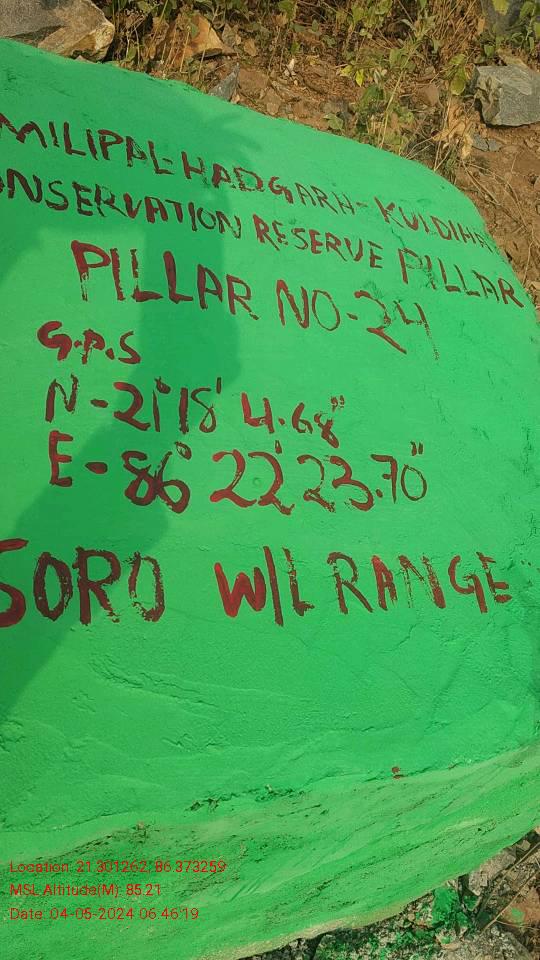 MILIPAL-HADGARH-KULDIHA
ONSERVATION RESERVE PILLAR
PILLAR NO-24
G.P.S
N-21°18' 4.68"
E-86°22'23.70"
SORO W/L RANGE
Location: 21.301262, 86.373259
MSL Altitude(M): 85.21
Date: 04-05-2024 06:46:19